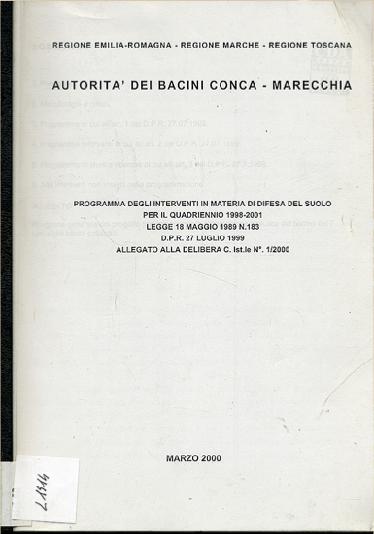 REGIONE EMILIA-ROMAGNA - REGIONE MARCHE - REGIONE TOSCANA
AUTORITA' DEI BACINI CONCA - MARECCHIA
PROGRAMMA DEGLI INTERVENTI IN MATERIA DI DIFESA DEL SUOLO
PER IL QUADRIENNIO 1998-2001
LEGGE 18 MAGGIO 1989 N.183
D.P.R. 27 LUGLIO 1999
ALLEGATO ALLA DELIBERA C. Ist.le N°. 1/2000
MARZO 2000
L1314